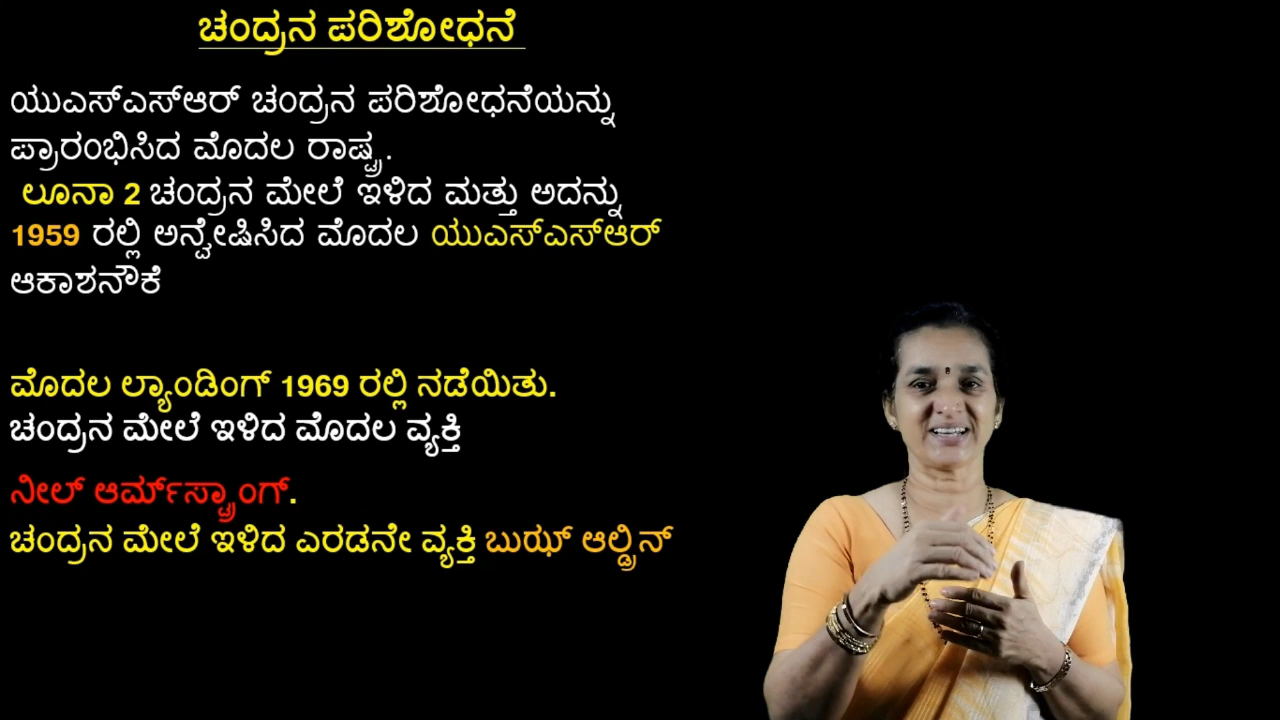 ಚಂದ್ರನ ಪರಿಶೋಧನೆ
ಯುಎಸ್ಎಸ್ಆರ್ ಚಂದ್ರನ ಪರಿಶೋಧನೆಯನ್ನು
ಪ್ರಾರಂಭಿಸಿದ ಮೊದಲ ರಾಷ್ಟ್ರ.
ಲೂನಾ 2 ಚಂದ್ರನ ಮೇಲೆ ಇಳಿದ ಮತ್ತು ಅದನ್ನು
1959 ರಲ್ಲಿ ಅನ್ವೇಷಿಸಿದ ಮೊದಲ ಯುಎಸ್ಎಸ್ಆರ್
ಆಕಾಶನೌಕೆ
ಮೊದಲ ಲ್ಯಾಂಡಿಂಗ್ 1969 ರಲ್ಲಿ ನಡೆಯಿತು.
ಚಂದ್ರನ ಮೇಲೆ ಇಳಿದ ಮೊದಲ ವ್ಯಕ್ತಿ
ನೀಲ್ ಆರ್ಮ್‌ಸ್ಟ್ರಾಂಗ್.
ಚಂದ್ರನ ಮೇಲೆ ಇಳಿದ ಎರಡನೇ ವ್ಯಕ್ತಿ ಬುಝ್ ಆಲ್ಡ್ರಿನ್